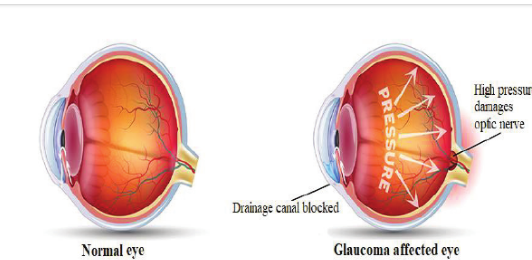 PRESSURE
High pressur
damages
optic nerve
Drainage canal blocked
Normal eye
Glaucoma affected eye